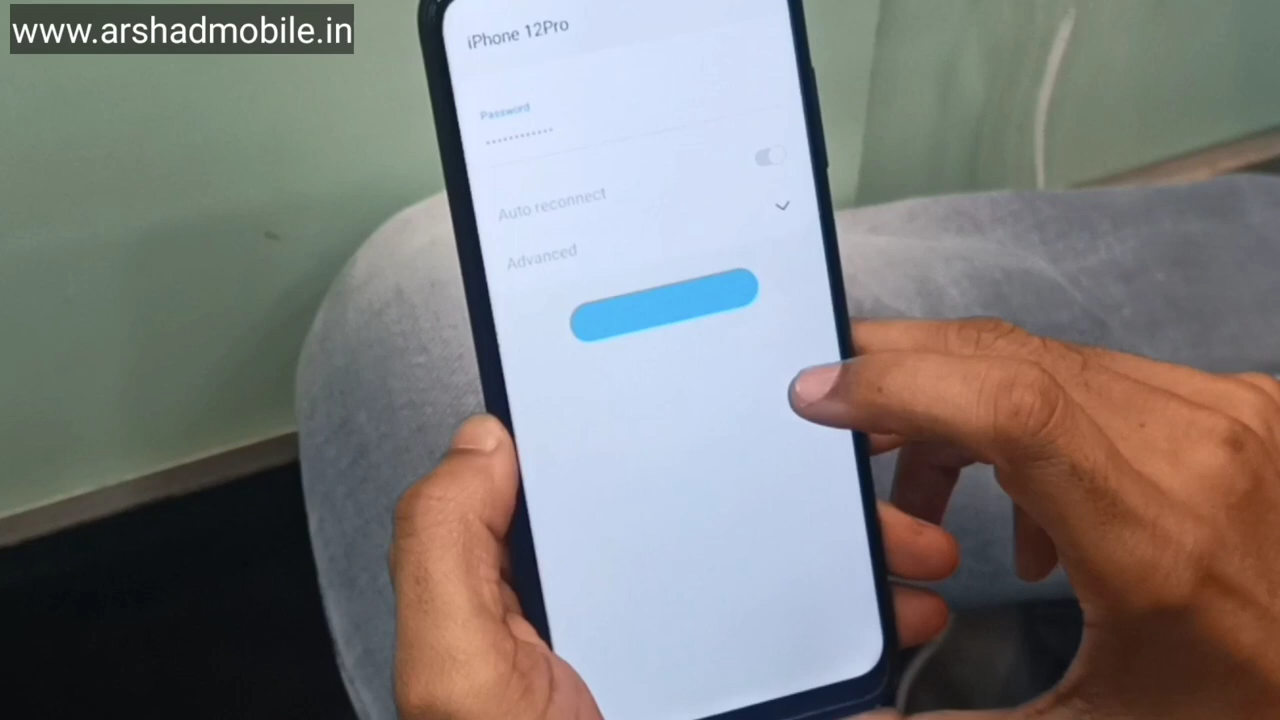 www.arshadmobile.in
iPhone 12Pro
Password
............
Auto reconnect
Advanced